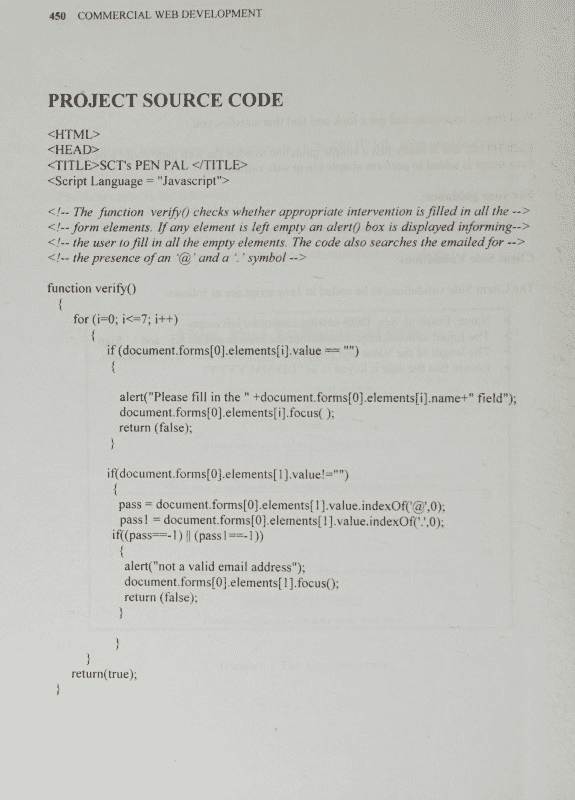 450 COMMERCIAL WEB DEVELOPMENT
PROJECT SOURCE CODE
<HTML>
<HEAD>
<TITLE>SCT's PEN PAL </TITLE>
<Script Language = "Javascript">
<!-- The function verify() checks whether appropriate intervention is filled in all the -->
<!-- form elements. If any element is left empty an alert() box is displayed informing-->
<!-- the user to fill in all the empty elements. The code also searches the emailed for -->
<!-- the presence of an '@' and a '.' symbol -->
function verify()
{
for (i=0; i<=7; i++)
{
if (document.forms[0].elements[i].value == "")
{
alert("Please fill in the " +document.forms[0].elements[i].name+" field");
document.forms[0].elements[i].focus( );
return (false);
}
if(document.forms[0].elements[1].value!="")
{
pass = document.forms[0].elements[1].value.indexOf('@',0);
pass1 = document.forms[0].elements[1].value.indexOf('.',0);
if((pass==-1) || (pass1==-1))
{
alert("not a valid email address");
document.forms[0].elements[1].focus();
return (false);
}
}
}
return(true);
}